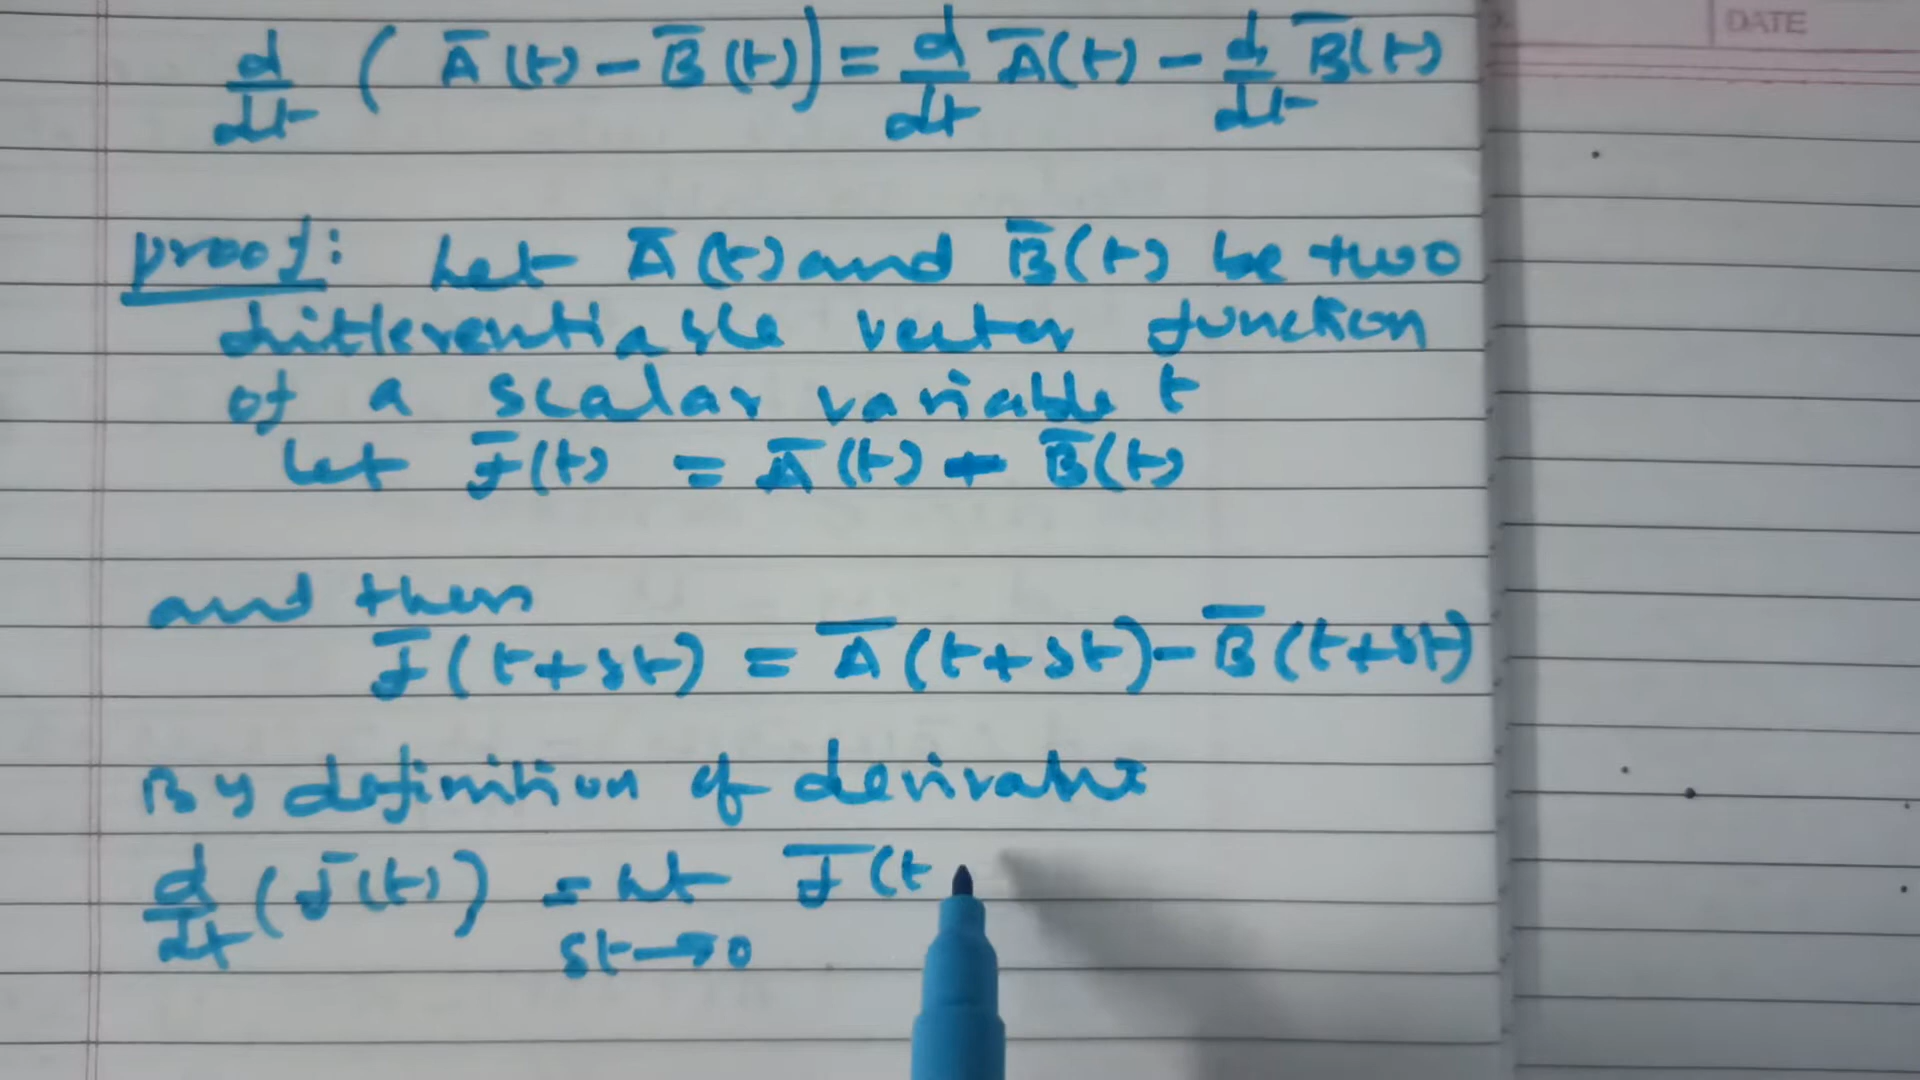 DATE
d/dt ( A̅(t) - B̅(t) ) = d/dt A̅(t) - d/dt B̅(t)
proof: Let A̅(t) and B̅(t) be two
differentiable vector function
of a scalar variable t
let f̅(t) = A̅(t) - B̅(t)
and then
f̅(t+δt) = A̅(t+δt) - B̅(t+δt)
By definition of derivative
d/dt (f̅(t)) = lt f̅(t
δt→0